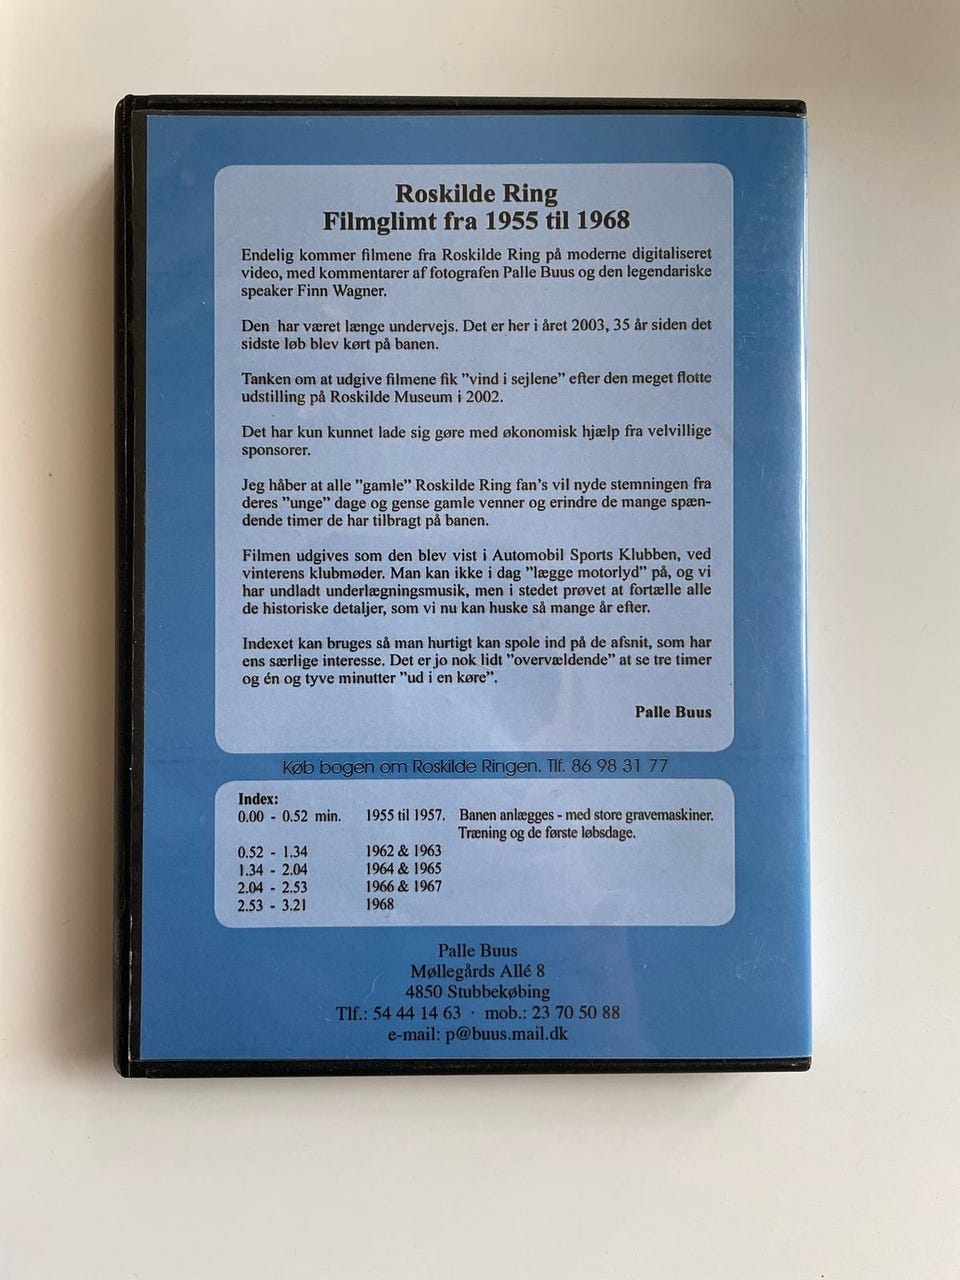 Roskilde Ring
Filmglimt fra 1955 til 1968
Endelig kommer filmene fra Roskilde Ring på moderne digitaliseret
video, med kommentarer af fotografen Palle Buus og den legendariske
speaker Finn Wagner.
Den har været længe undervejs. Det er her i året 2003, 35 år siden det
sidste løb blev kørt på banen.
Tanken om at udgive filmene fik ”vind i sejlene” efter den meget flotte
udstilling på Roskilde Museum i 2002.
Det har kun kunnet lade sig gøre med økonomisk hjælp fra velvillige
sponsorer.
Jeg håber at alle ”gamle” Roskilde Ring fan’s vil nyde stemningen fra
deres ”unge” dage og gense gamle venner og erindre de mange spæn-
dende timer de har tilbragt på banen.
Filmen udgives som den blev vist i Automobil Sports Klubben, ved
vinterens klubmøder. Man kan ikke i dag ”lægge motorlyd” på, og vi
har undladt underlægningsmusik, men i stedet prøvet at fortælle alle
de historiske detaljer, som vi nu kan huske så mange år efter.
Indexet kan bruges så man hurtigt kan spole ind på de afsnit, som har
ens særlige interesse. Det er jo nok lidt ”overvældende” at se tre timer
og én og tyve minutter ”ud i en køre”.
Palle Buus
Køb bogen om Roskilde Ringen. Tlf. 86 98 31 77
Index:
0.00 - 0.52 min. 1955 til 1957. Banen anlægges - med store gravemaskiner.
Træning og de første løbsdage.
0.52 - 1.34 1962 & 1963
1.34 - 2.04 1964 & 1965
2.04 - 2.53 1966 & 1967
2.53 - 3.21 1968
Palle Buus
Møllegårds Allé 8
4850 Stubbekøbing
Tlf.: 54 44 14 63 · mob.: 23 70 50 88
e-mail: p@buus.mail.dk